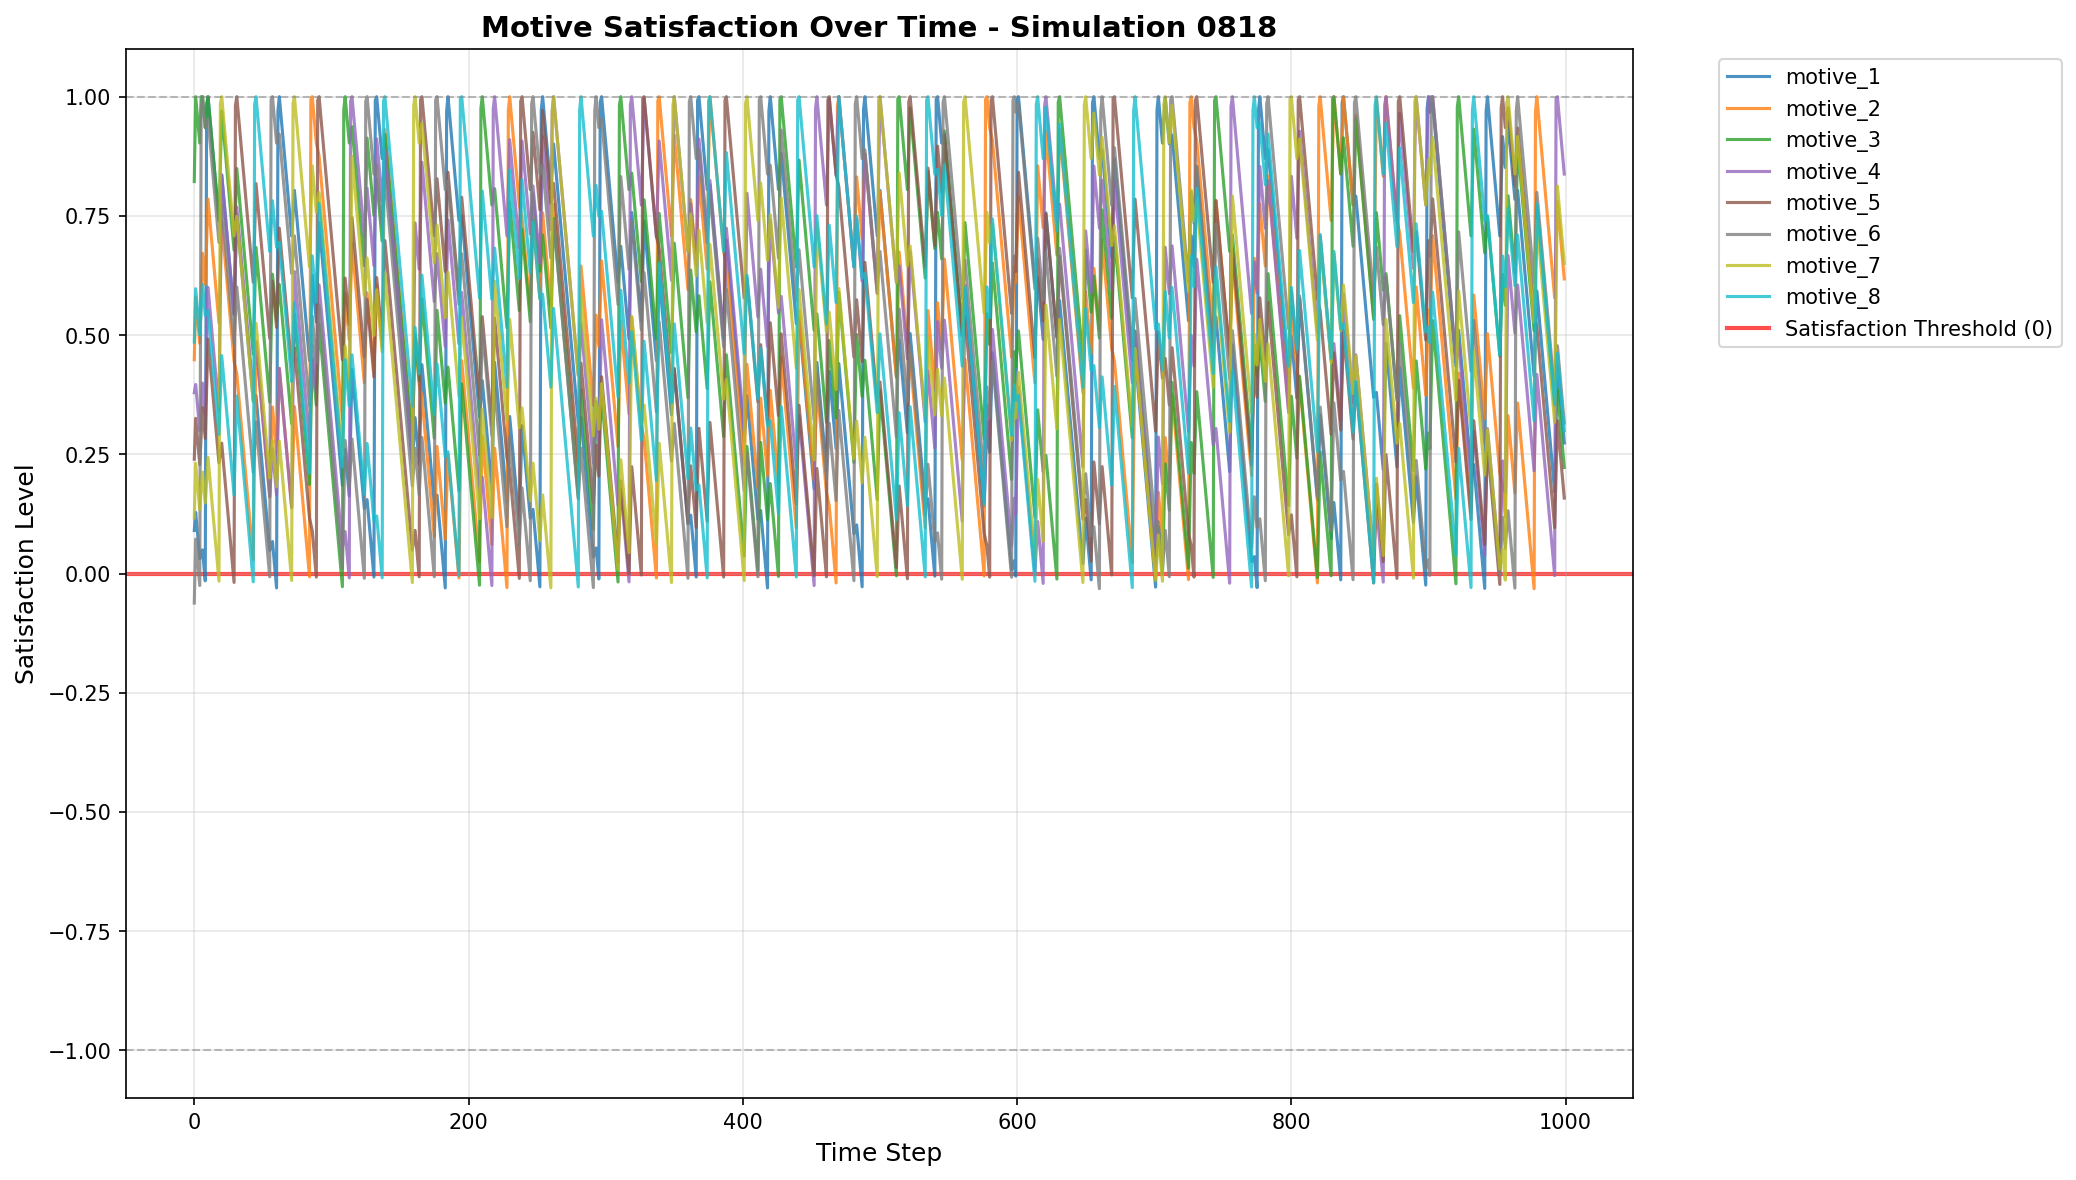 Motive Satisfaction Over Time - Simulation 0818
Satisfaction Level
1.00
0.75
0.50
0.25
0.00
−0.25
−0.50
−0.75
−1.00
0
200
400
600
800
1000
Time Step
motive_1
motive_2
motive_3
motive_4
motive_5
motive_6
motive_7
motive_8
Satisfaction Threshold (0)